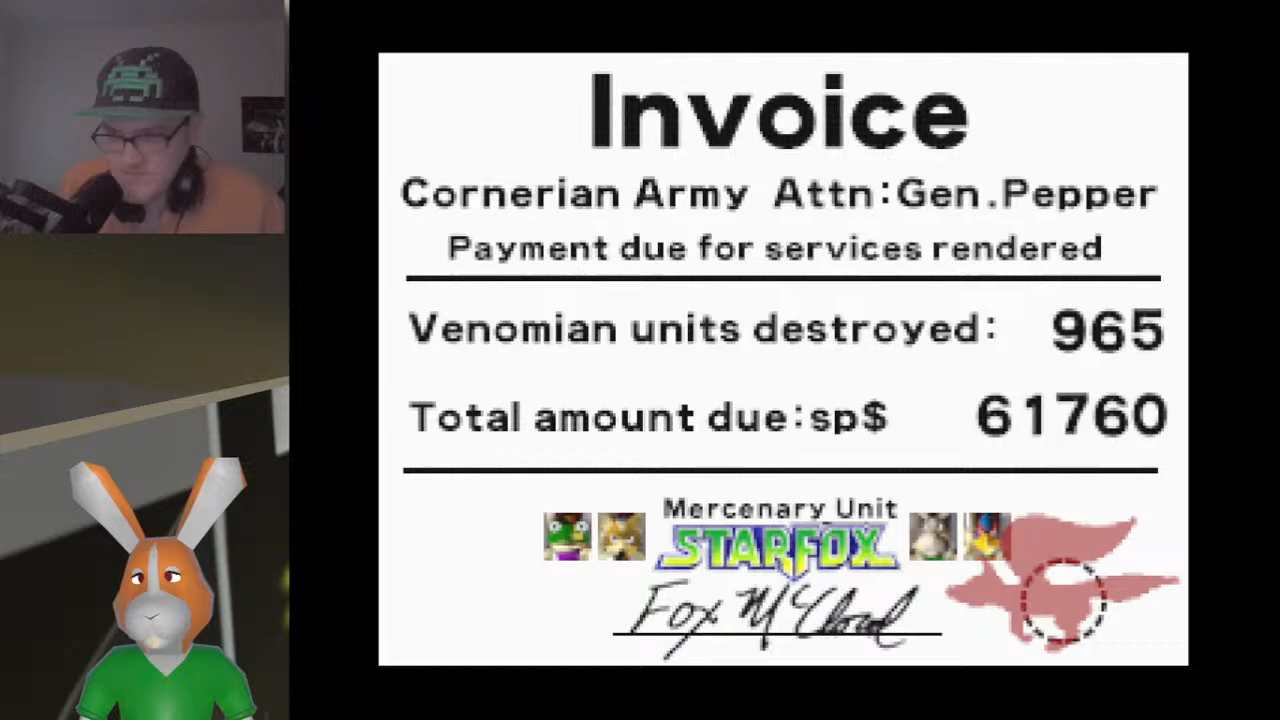 Invoice
Cornerian Army Attn:Gen.Pepper
Payment due for services rendered
Venomian units destroyed: 965
Total amount due:sp$ 61760
Mercenary Unit
STARFOX
Fox McCloud